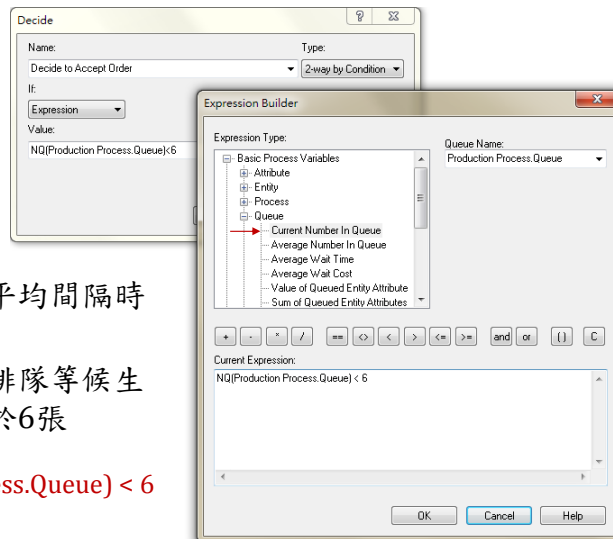 Decide
Name:
Type:
Decide to Accept Order
2-way by Condition
If:
Expression
Value:
NQ(Production Process.Queue)<6
Expression Builder
Expression Type:
Queue Name:
Basic Process Variables
Production Process.Queue
Attribute
Entity
Process
Queue
Current Number In Queue
Average Number In Queue
Average Wait Time
Average Wait Cost
Value of Queued Entity Attribute
Sum of Queued Entity Attributes
+ - * / == <> < > <= >= and or ( ) C
Current Expression:
NQ(Production Process.Queue) < 6
平均間隔時
排隊等候生
於6張
ess.Queue) < 6
OK Cancel Help